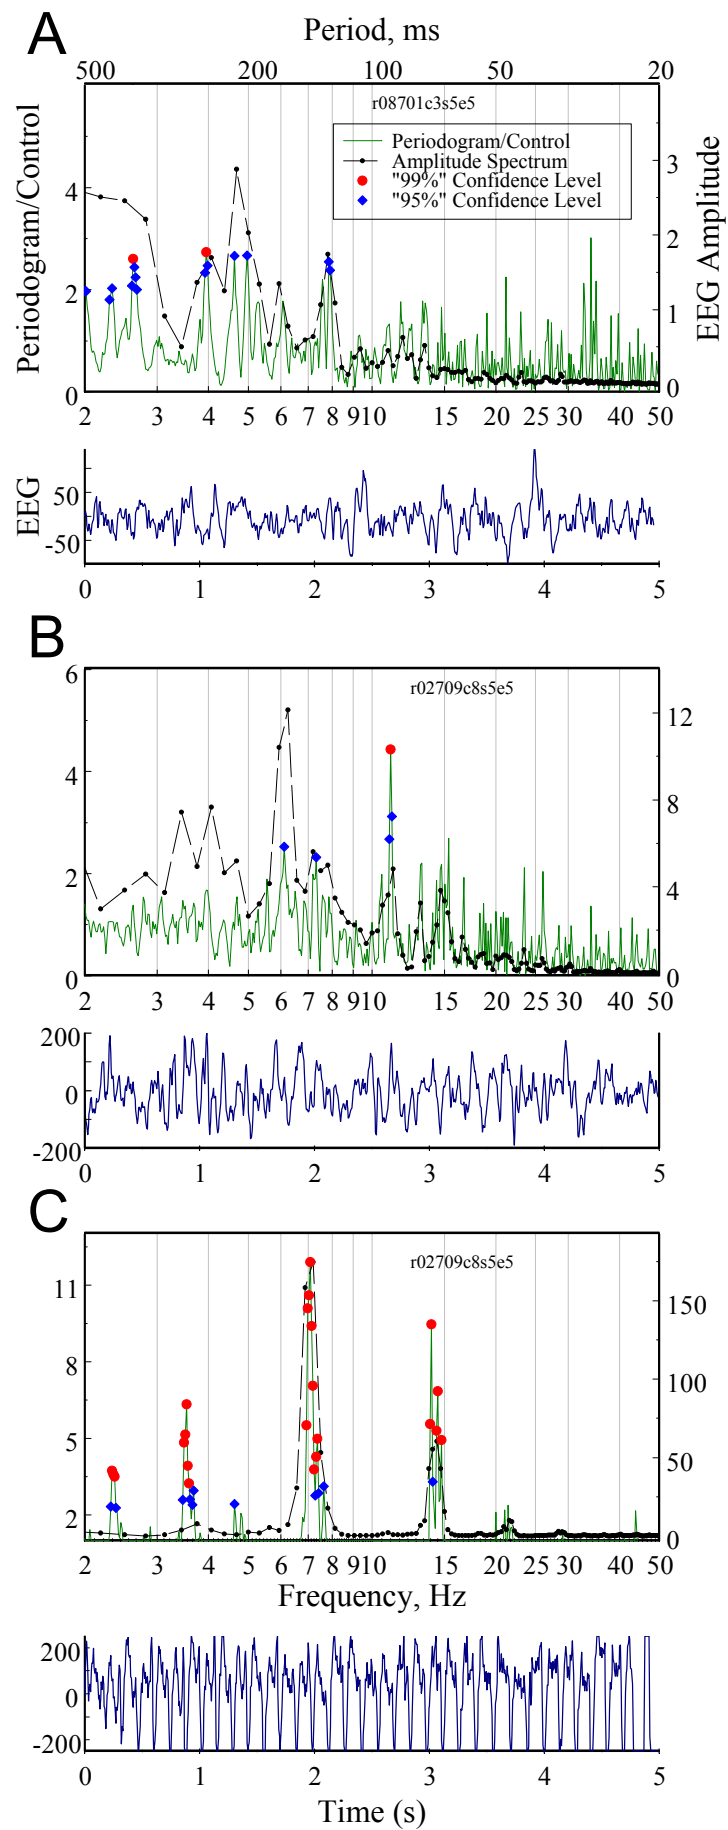 A
Period, ms
500 200 100 50 20
r08701c3s5e5
Periodogram/Control
Amplitude Spectrum
"99%" Confidence Level
"95%" Confidence Level
Periodogram/Control
4
2
0
EEG Amplitude
3
2
1
0
2 3 4 5 6 7 8 910 15 20 25 30 40 50
EEG
50
-50
0 1 2 3 4 5
B
r02709c8s5e5
6
4
2
0
12
8
4
0
2 3 4 5 6 7 8 910 15 20 25 30 40 50
200
0
-200
0 1 2 3 4 5
C
r02709c8s5e5
11
8
5
2
150
100
50
0
2 3 4 5 6 7 8 910 15 20 25 30 40 50
Frequency, Hz
200
0
-200
0 1 2 3 4 5
Time (s)